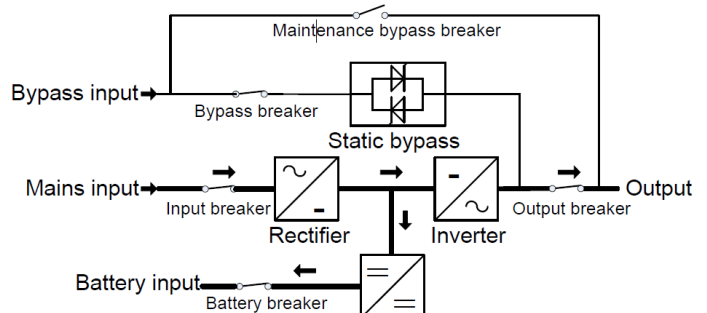 Maintenance bypass breaker
Bypass input
Bypass breaker
Static bypass
Mains input
Input breaker
Rectifier
Inverter
Output breaker
Output
Battery input
Battery breaker